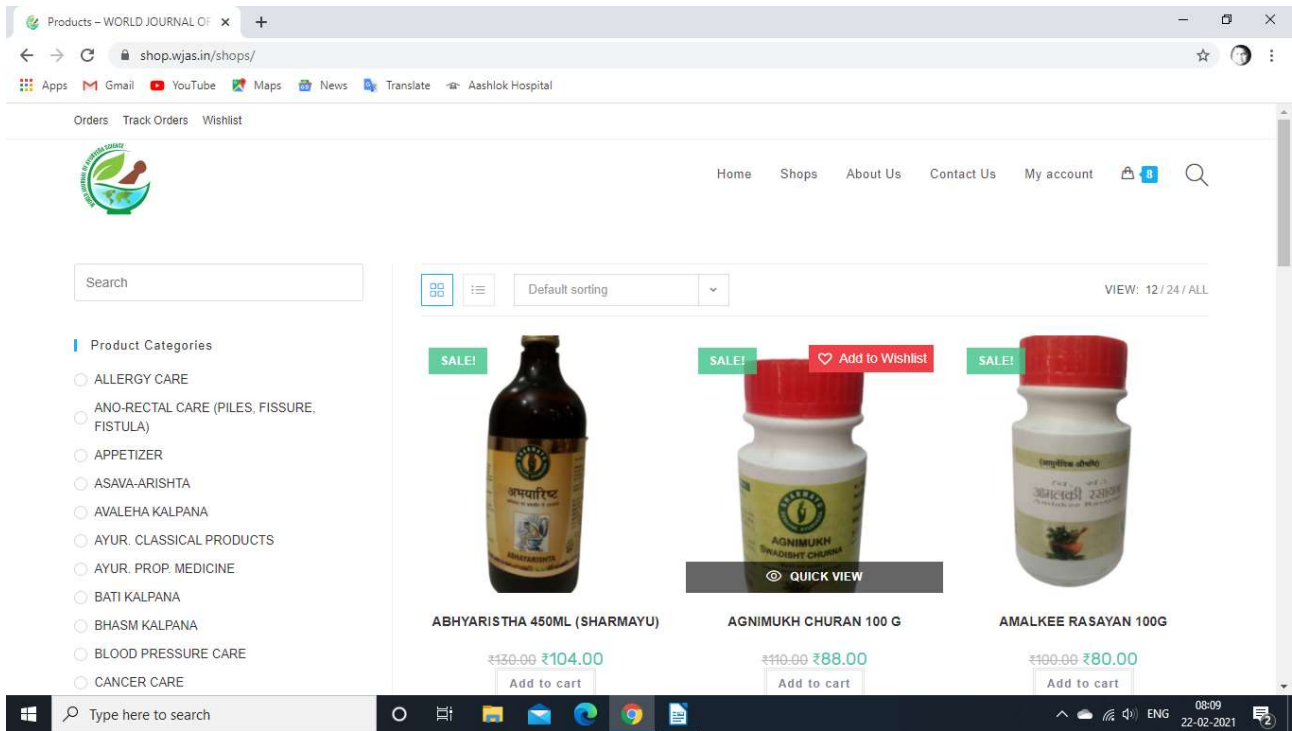 Products – WORLD JOURNAL OF
shop.wjas.in/shops/
Apps Gmail YouTube Maps News Translate Aashlok Hospital
Orders Track Orders Wishlist
Home Shops About Us Contact Us My account 8
Search
Default sorting
VIEW: 12 / 24 / ALL
Product Categories
ALLERGY CARE
ANO-RECTAL CARE (PILES, FISSURE,
FISTULA)
APPETIZER
ASAVA-ARISHTA
AVALEHA KALPANA
AYUR. CLASSICAL PRODUCTS
AYUR. PROP. MEDICINE
BATI KALPANA
BHASM KALPANA
BLOOD PRESSURE CARE
CANCER CARE
SALE!
अभयारिष्ट
ABHAYARISHTA
ABHYARISTHA 450ML (SHARMAYU)
₹130.00 ₹104.00
Add to cart
SALE!
Add to Wishlist
SHARMAYU
AGNIMUKH
SWADISHT CHURNA
QUICK VIEW
AGNIMUKH CHURAN 100 G
₹110.00 ₹88.00
Add to cart
SALE!
(आयुर्वेदिक औषधि)
आमलकी रसायन
Amlakee Rasayan
AMALKEE RASAYAN 100G
₹100.00 ₹80.00
Add to cart
Type here to search
ENG
08:09
22-02-2021
2